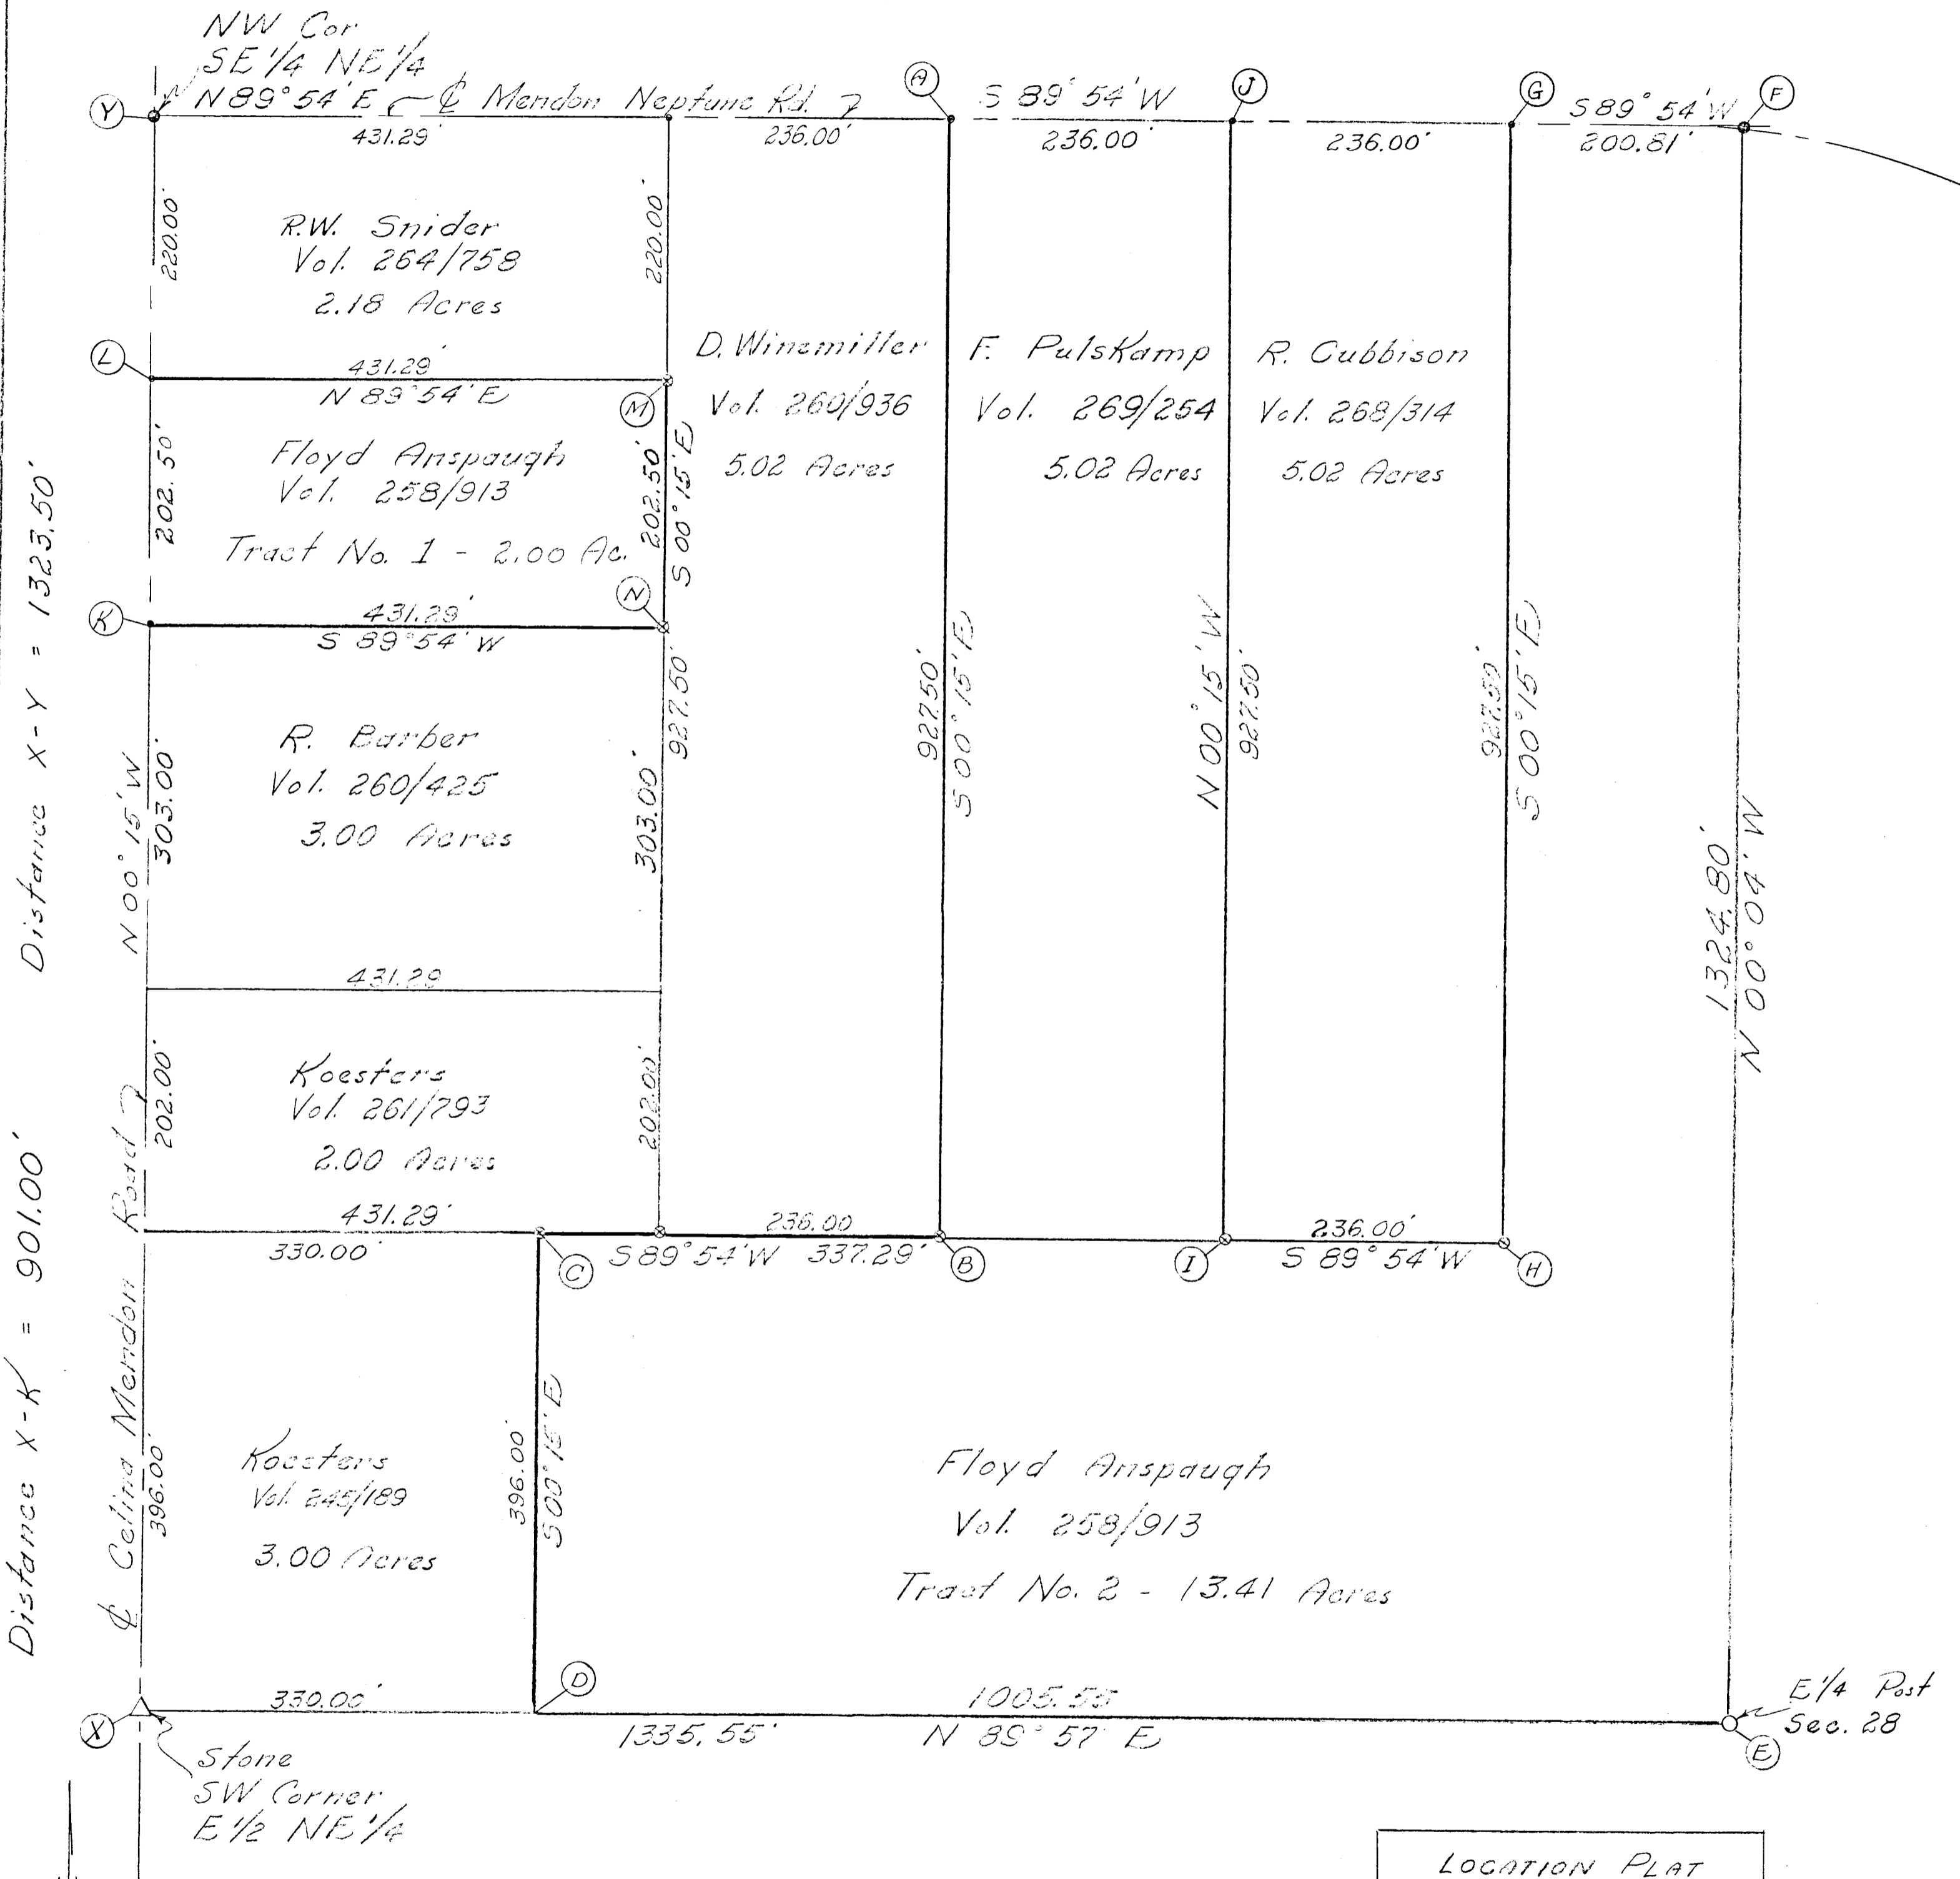 NW Cor
SE 1/4 NE 1/4
N 89° 54' E
℄ Mendon Neptune Rd.
Y
A
S 89° 54' W
J
G
S 89° 54' W
F
431.29'
236.00'
236.00'
236.00'
200.81'
220.00'
R.W. Snider
Vol. 264/758
2.18 Acres
220.00'
L
431.29'
N 89° 54' E
M
D. Winemiller
Vol. 260/936
5.02 Acres
F. Pulskamp
Vol. 269/254
5.02 Acres
R. Cubbison
Vol. 268/314
5.02 Acres
202.50'
Floyd Anspaugh
Vol. 258/913
Tract No. 1 - 2.00 Ac.
202.50'
S 00° 15' E
Distance X-Y = 1323.50'
K
431.29'
S 89° 54' W
N
927.50'
927.50'
S 00° 15' E
N 00° 15' W
927.50'
927.50'
S 00° 15' E
1324.80'
N 00° 04' W
N 00° 15' W
303.00'
R. Barber
Vol. 260/425
3.00 Acres
303.00'
431.29
202.00'
Koesters
Vol. 261/793
2.00 Acres
202.00'
431.29'
330.00'
C
236.00
S 89° 54' W 337.29'
B
I
236.00'
S 89° 54' W
H
Distance X-K = 901.00'
℄ Celina Mendon Road
396.00'
Koesters
Vol. 245/189
3.00 Acres
396.00'
S 00° 15' E
Floyd Anspaugh
Vol. 258/913
Tract No. 2 - 13.41 Acres
X
330.00'
D
1005.55
1335.55'
N 89° 57' E
E 1/4 Post
Sec. 28
E
Stone
SW Corner
E 1/2 NE 1/4
LOCATION PLAT